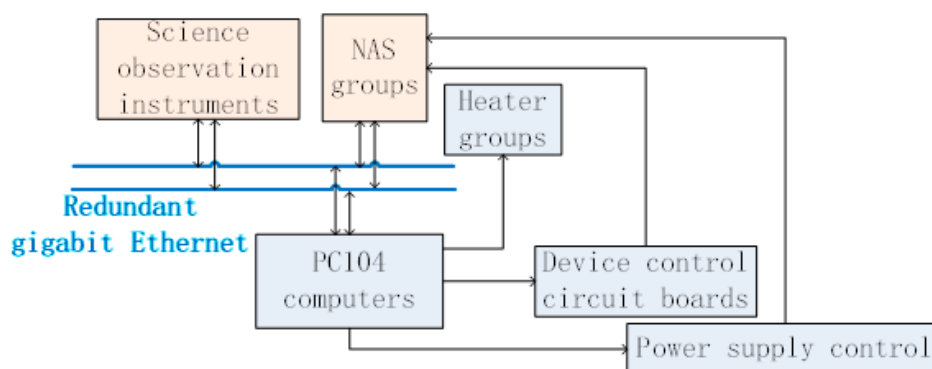 Science
observation
instruments
NAS
groups
Heater
groups
Redundant
gigabit Ethernet
PC104
computers
Device control
circuit boards
Power supply control